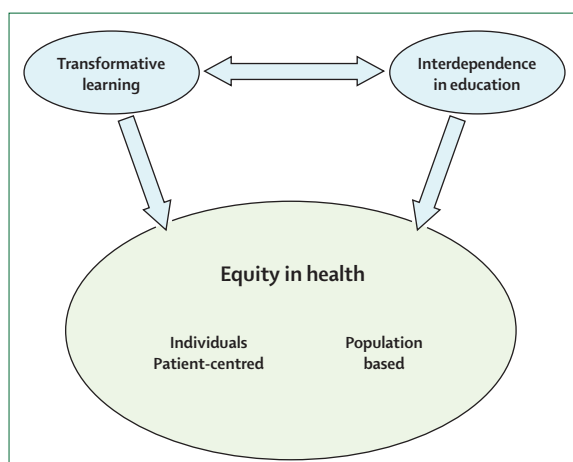 Transformative
learning
Interdependence
in education
Equity in health
Individuals
Patient-centred
Population
based